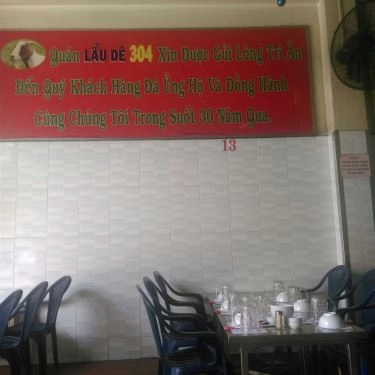 Quán LẨU DÊ 304 Xin Được Gửi Lòng Tri Ân
Đến Quý Khách Hàng Đã Ủng Hộ Và Đồng Hành
Cùng Chúng Tôi Trong Suốt 30 Năm Qua.
13